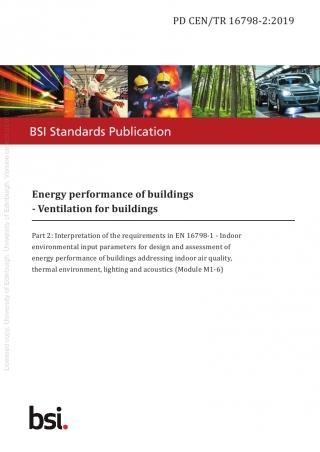 PD CEN/TR 16798-2:2019
BSI Standards Publication
Energy performance of buildings
- Ventilation for buildings
Part 2: Interpretation of the requirements in EN 16798-1 - Indoor
environmental input parameters for design and assessment of
energy performance of buildings addressing indoor air quality,
thermal environment, lighting and acoustics (Module M1-6)
Licensed copy: University of Edinburgh, University of Edinburgh, Version
bsi.